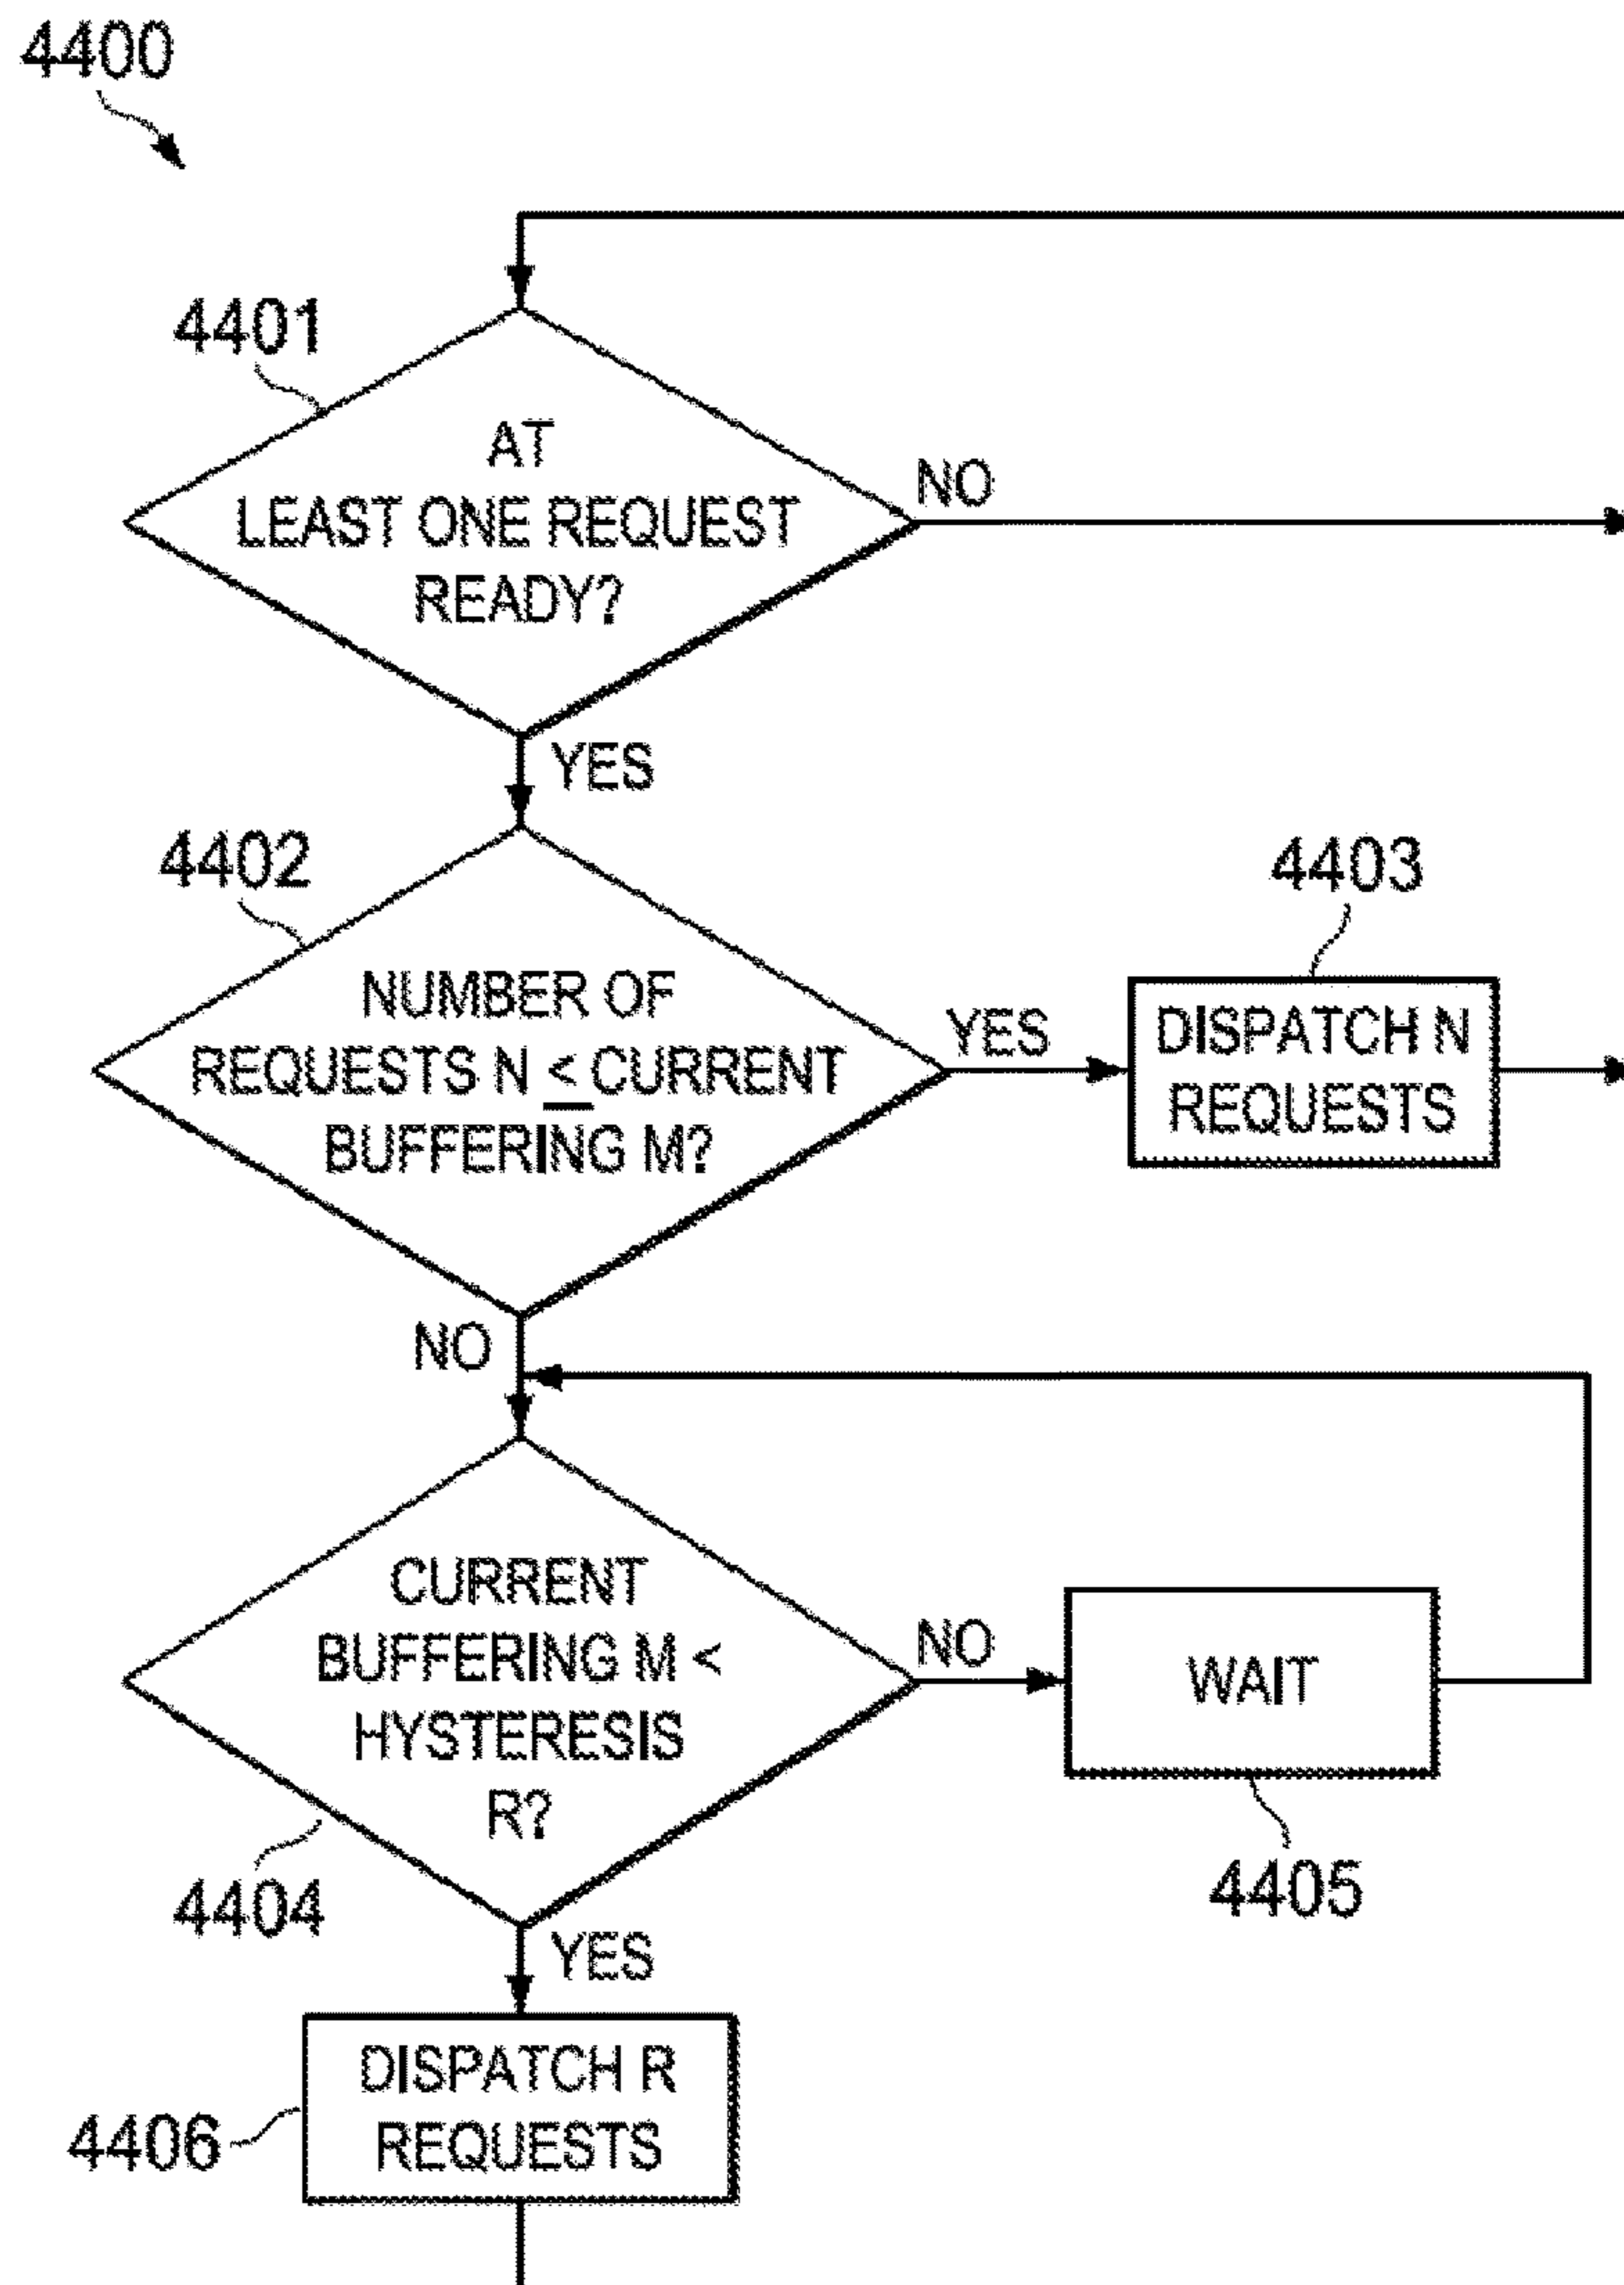 4400
4401
AT
LEAST ONE REQUEST
READY?
NO
YES
4402
NUMBER OF
REQUESTS N ≤ CURRENT
BUFFERING M?
YES
4403
DISPATCH N
REQUESTS
NO
CURRENT
BUFFERING M <
HYSTERESIS
R?
NO
WAIT
4404
4405
YES
DISPATCH R
REQUESTS
4406